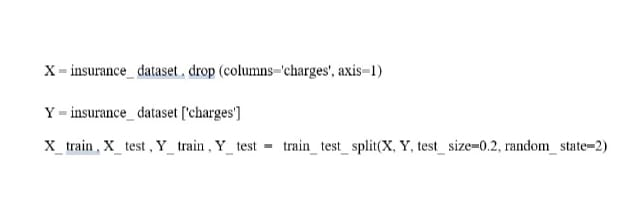 X = insurance_ dataset . drop (columns='charges', axis=1)
Y = insurance_ dataset ['charges']
X_ train , X_ test , Y_ train , Y_ test = train_ test_ split(X, Y, test_ size=0.2, random_ state=2)